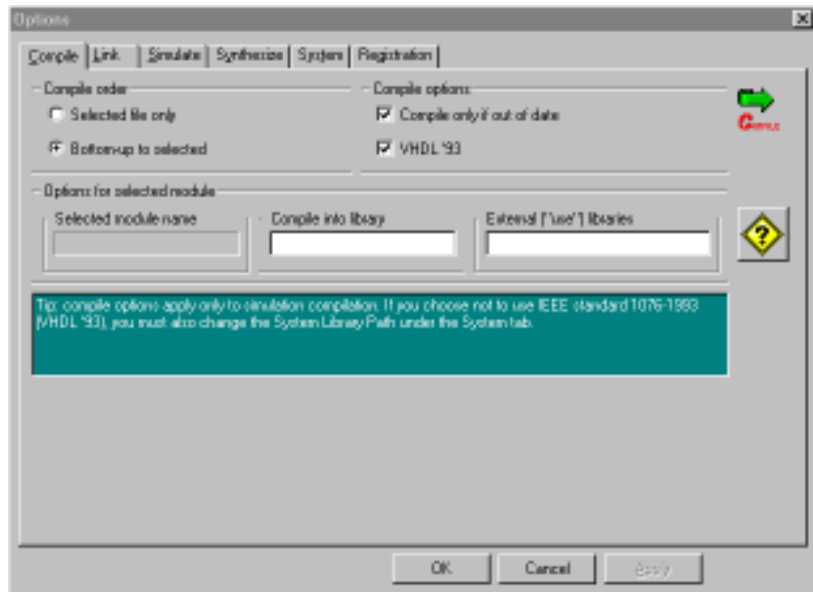 Options
Compile Link Simulate Synthesize System Registration
Compile order
Selected file only
Bottom-up to selected
Compile options
Compile only if out of date
VHDL '93
COMPILE
Options for selected module
Selected module name
Compile into library
External ("use") libraries
?
Tip: compile options apply only to simulation compilation. If you choose not to use IEEE standard 1076-1993
(VHDL '93), you must also change the System Library Path under the System tab.
OK Cancel Apply